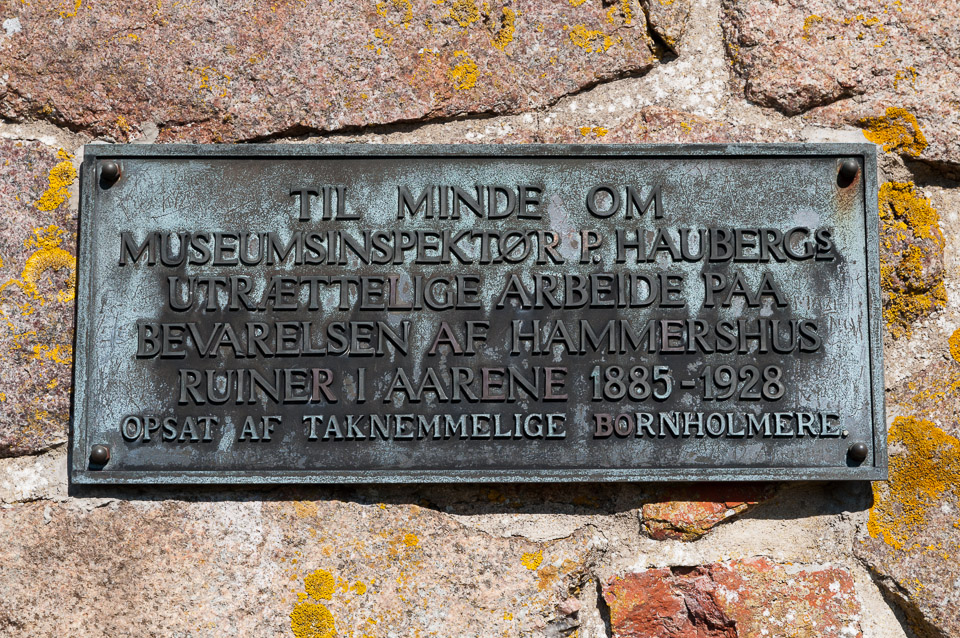 TIL MINDE OM
MUSEUMSINSPEKTØR P. HAUBERGS
UTRÆTTELIGE ARBEIDE PAA
BEVARELSEN AF HAMMERSHUS
RUINER I AARENE 1885-1928
OPSAT AF TAKNEMMELIGE BORNHOLMERE.